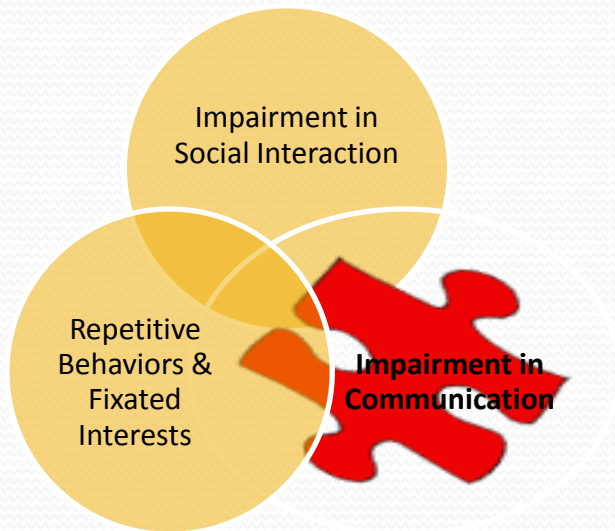 Impairment in
Social Interaction
Repetitive
Behaviors &
Fixated
Interests
Impairment in
Communication